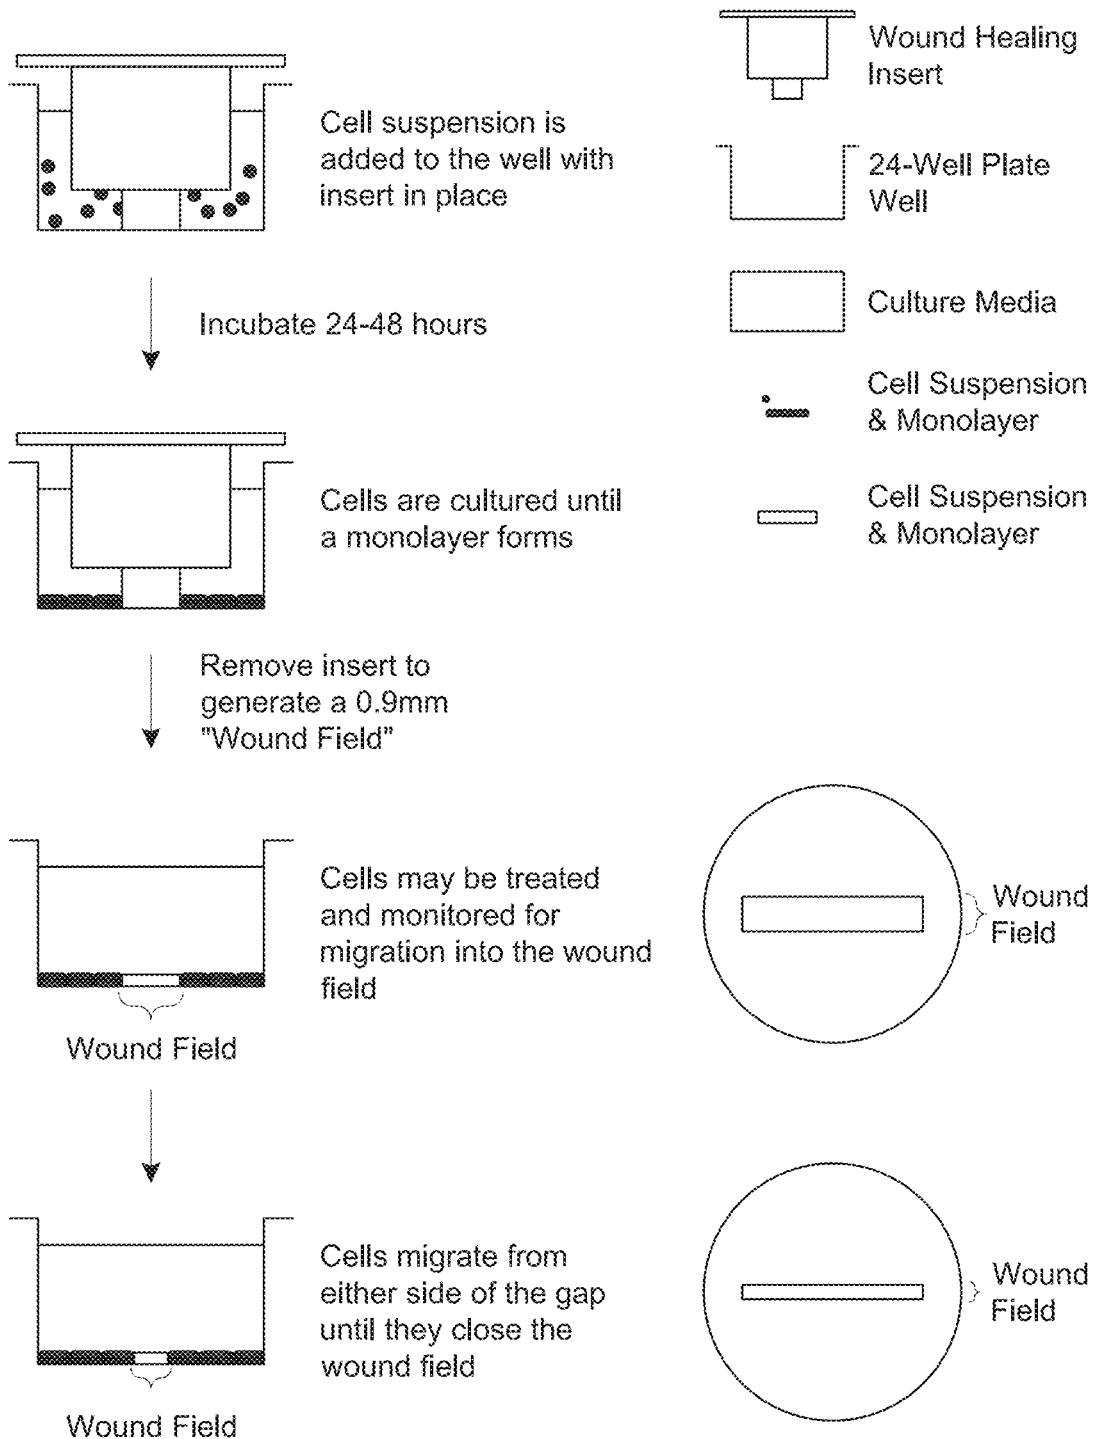 Cell suspension is
added to the well with
insert in place
Incubate 24-48 hours
Cells are cultured until
a monolayer forms
Remove insert to
generate a 0.9mm
"Wound Field"
Cells may be treated
and monitored for
migration into the wound
field
Wound Field
Cells migrate from
either side of the gap
until they close the
wound field
Wound Field
Wound Healing
Insert
24-Well Plate
Well
Culture Media
Cell Suspension
& Monolayer
Cell Suspension
& Monolayer
Wound
Field
Wound
Field